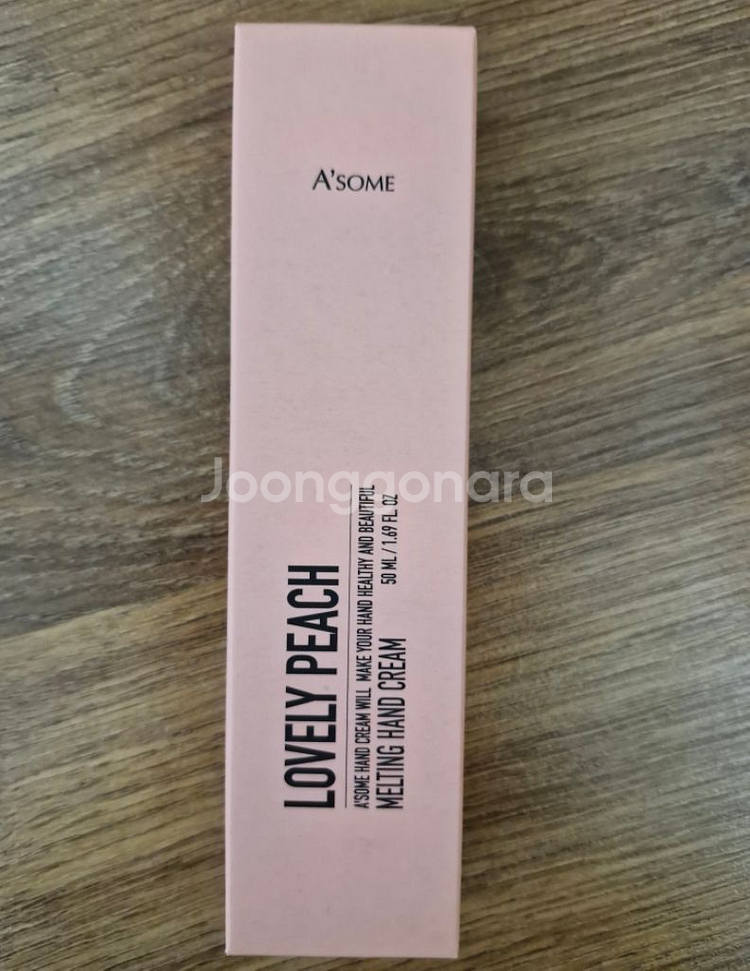 A'SOME
Joonggonara
LOVELY PEACH
A'SOME HAND CREAM WILL MAKE YOUR HAND HEALTHY AND BEAUTIFUL
MELTING HAND CREAM 50 ML / 1.69 FL. OZ